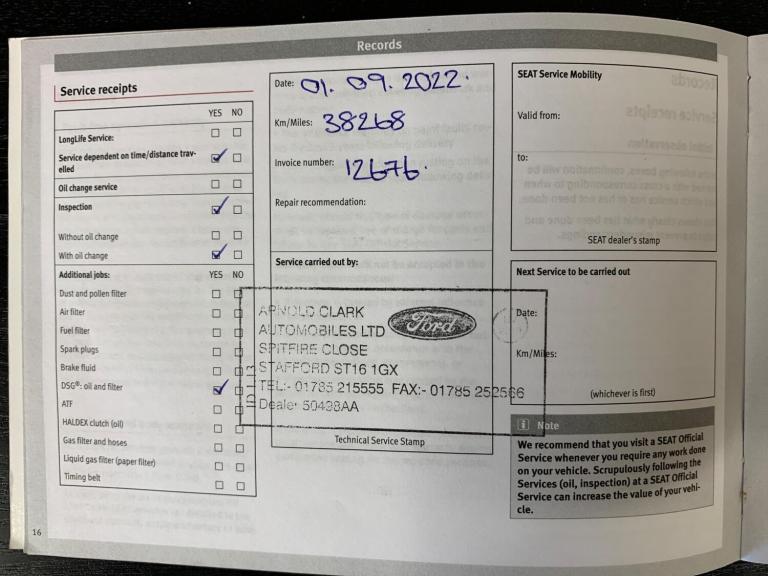 Records
Service receipts
YES NO
LongLife Service:
Service dependent on time/distance trav-
elled
Oil change service
Inspection
Without oil change
With oil change
Additional jobs: YES NO
Dust and pollen filter
Air filter
Fuel filter
Spark plugs
Brake fluid
DSG®: oil and filter
ATF
HALDEX clutch (oil)
Gas filter and hoses
Liquid gas filter (paper filter)
Timing belt
16
Date: 01. 09. 2022.
Km/Miles: 38268
Invoice number: 12676.
Repair recommendation:
Service carried out by:
ARNOLD CLARK
AUTOMOBILES LTD
Ford
SPITFIRE CLOSE
STAFFORD ST16 1GX
TEL:- 01785 215555 FAX:- 01785 252566
Dealer 50498AA
Technical Service Stamp
SEAT Service Mobility
Valid from:
to:
SEAT dealer's stamp
Next Service to be carried out
Date:
Km/Miles:
(whichever is first)
i Note
We recommend that you visit a SEAT Official
Service whenever you require any work done
on your vehicle. Scrupulously following the
Services (oil, inspection) at a SEAT Official
Service can increase the value of your vehi-
cle.